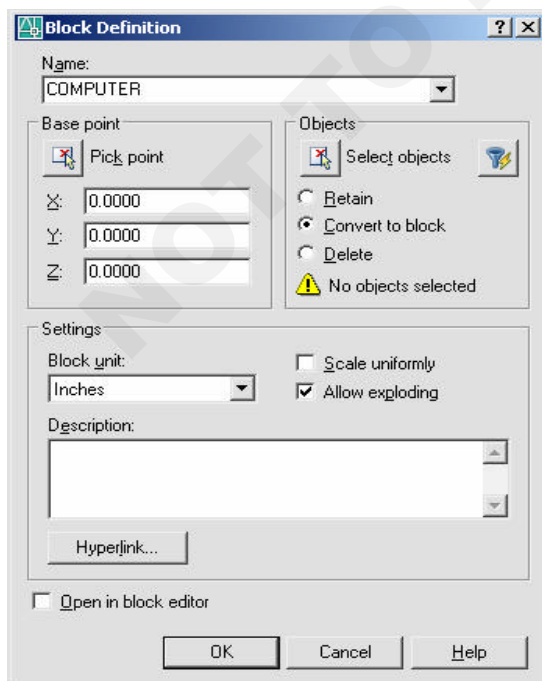 Block Definition
Name:
COMPUTER
Base point
Pick point
X: 0.0000
Y: 0.0000
Z: 0.0000
Objects
Select objects
Retain
Convert to block
Delete
No objects selected
Settings
Block unit:
Inches
Scale uniformly
Allow exploding
Description:
Hyperlink...
Open in block editor
OK Cancel Help
NOT TO